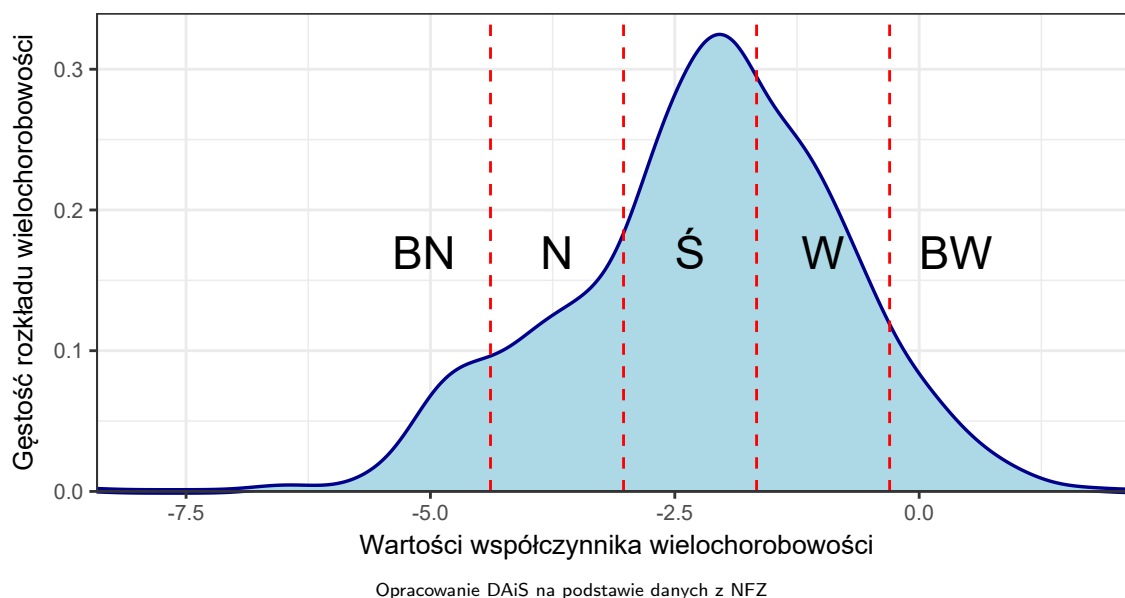 Gęstość rozkładu wielochorobowości
0.3
0.2
0.1
0.0
BN N Ś W BW
-7.5 -5.0 -2.5 0.0
Wartości współczynnika wielochorobowości
Opracowanie DAiS na podstawie danych z NFZ